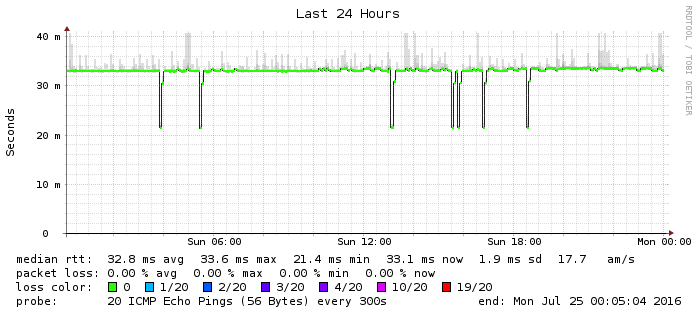 Last 24 Hours
RRDTOOL / TOBI OETIKER
Seconds
40 m
30 m
20 m
10 m
0
Sun 06:00 Sun 12:00 Sun 18:00 Mon 00:00
median rtt: 32.8 ms avg 33.6 ms max 21.4 ms min 33.1 ms now 1.9 ms sd 17.7 am/s
packet loss: 0.00 % avg 0.00 % max 0.00 % min 0.00 % now
loss color: 0 1/20 2/20 3/20 4/20 10/20 19/20
probe: 20 ICMP Echo Pings (56 Bytes) every 300s end: Mon Jul 25 00:05:04 2016